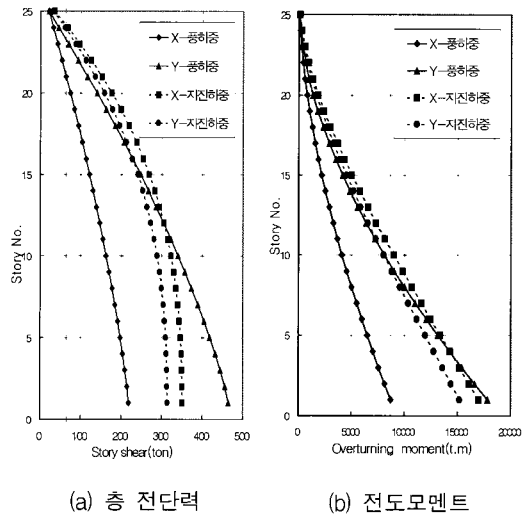 25
20
15
10
5
0
Story No.
0
100
200
300
400
500
Story shear(ton)
X-풍하중
Y-풍하중
X-지진하중
Y-지진하중
(a) 층 전단력
25
20
15
10
5
0
Story No.
0
5000
10000
15000
20000
Overturning moment(t.m)
X-풍하중
Y-풍하중
X-지진하중
Y-지진하중
(b) 전도모멘트